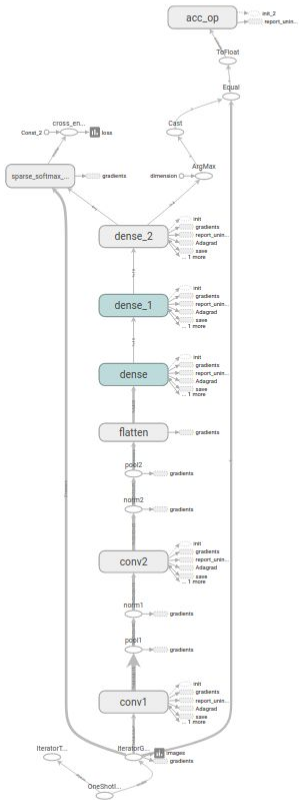 acc_op
init_2
report_unin...
ToFloat
Equal
cross_en...
Const_2
loss
Cast
ArgMax
dimension
sparse_softmax_...
gradients
dense_2
init
gradients
report_unin...
Adagrad
save
... 1 more
dense_1
init
gradients
report_unin...
Adagrad
save
... 1 more
dense
init
gradients
report_unin...
Adagrad
save
... 1 more
flatten
gradients
pool2
gradients
norm2
gradients
conv2
init
gradients
report_unin...
Adagrad
save
... 1 more
norm1
gradients
pool1
gradients
conv1
init
gradients
report_unin...
Adagrad
save
... 1 more
IteratorT...
IteratorG...
images
gradients
OneShotI...